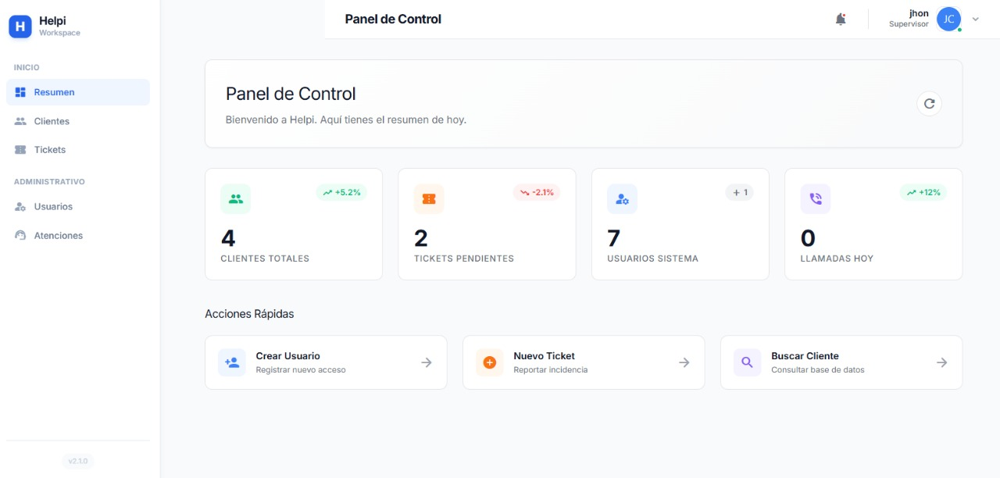 H
Helpi
Workspace
INICIO
Resumen
Clientes
Tickets
ADMINISTRATIVO
Usuarios
Atenciones
v2.1.0
Panel de Control
jhon
Supervisor
JC
Panel de Control
Bienvenido a Helpi. Aquí tienes el resumen de hoy.
+5.2%
4
CLIENTES TOTALES
-2.1%
2
TICKETS PENDIENTES
+ 1
7
USUARIOS SISTEMA
+12%
0
LLAMADAS HOY
Acciones Rápidas
Crear Usuario
Registrar nuevo acceso
Nuevo Ticket
Reportar incidencia
Buscar Cliente
Consultar base de datos